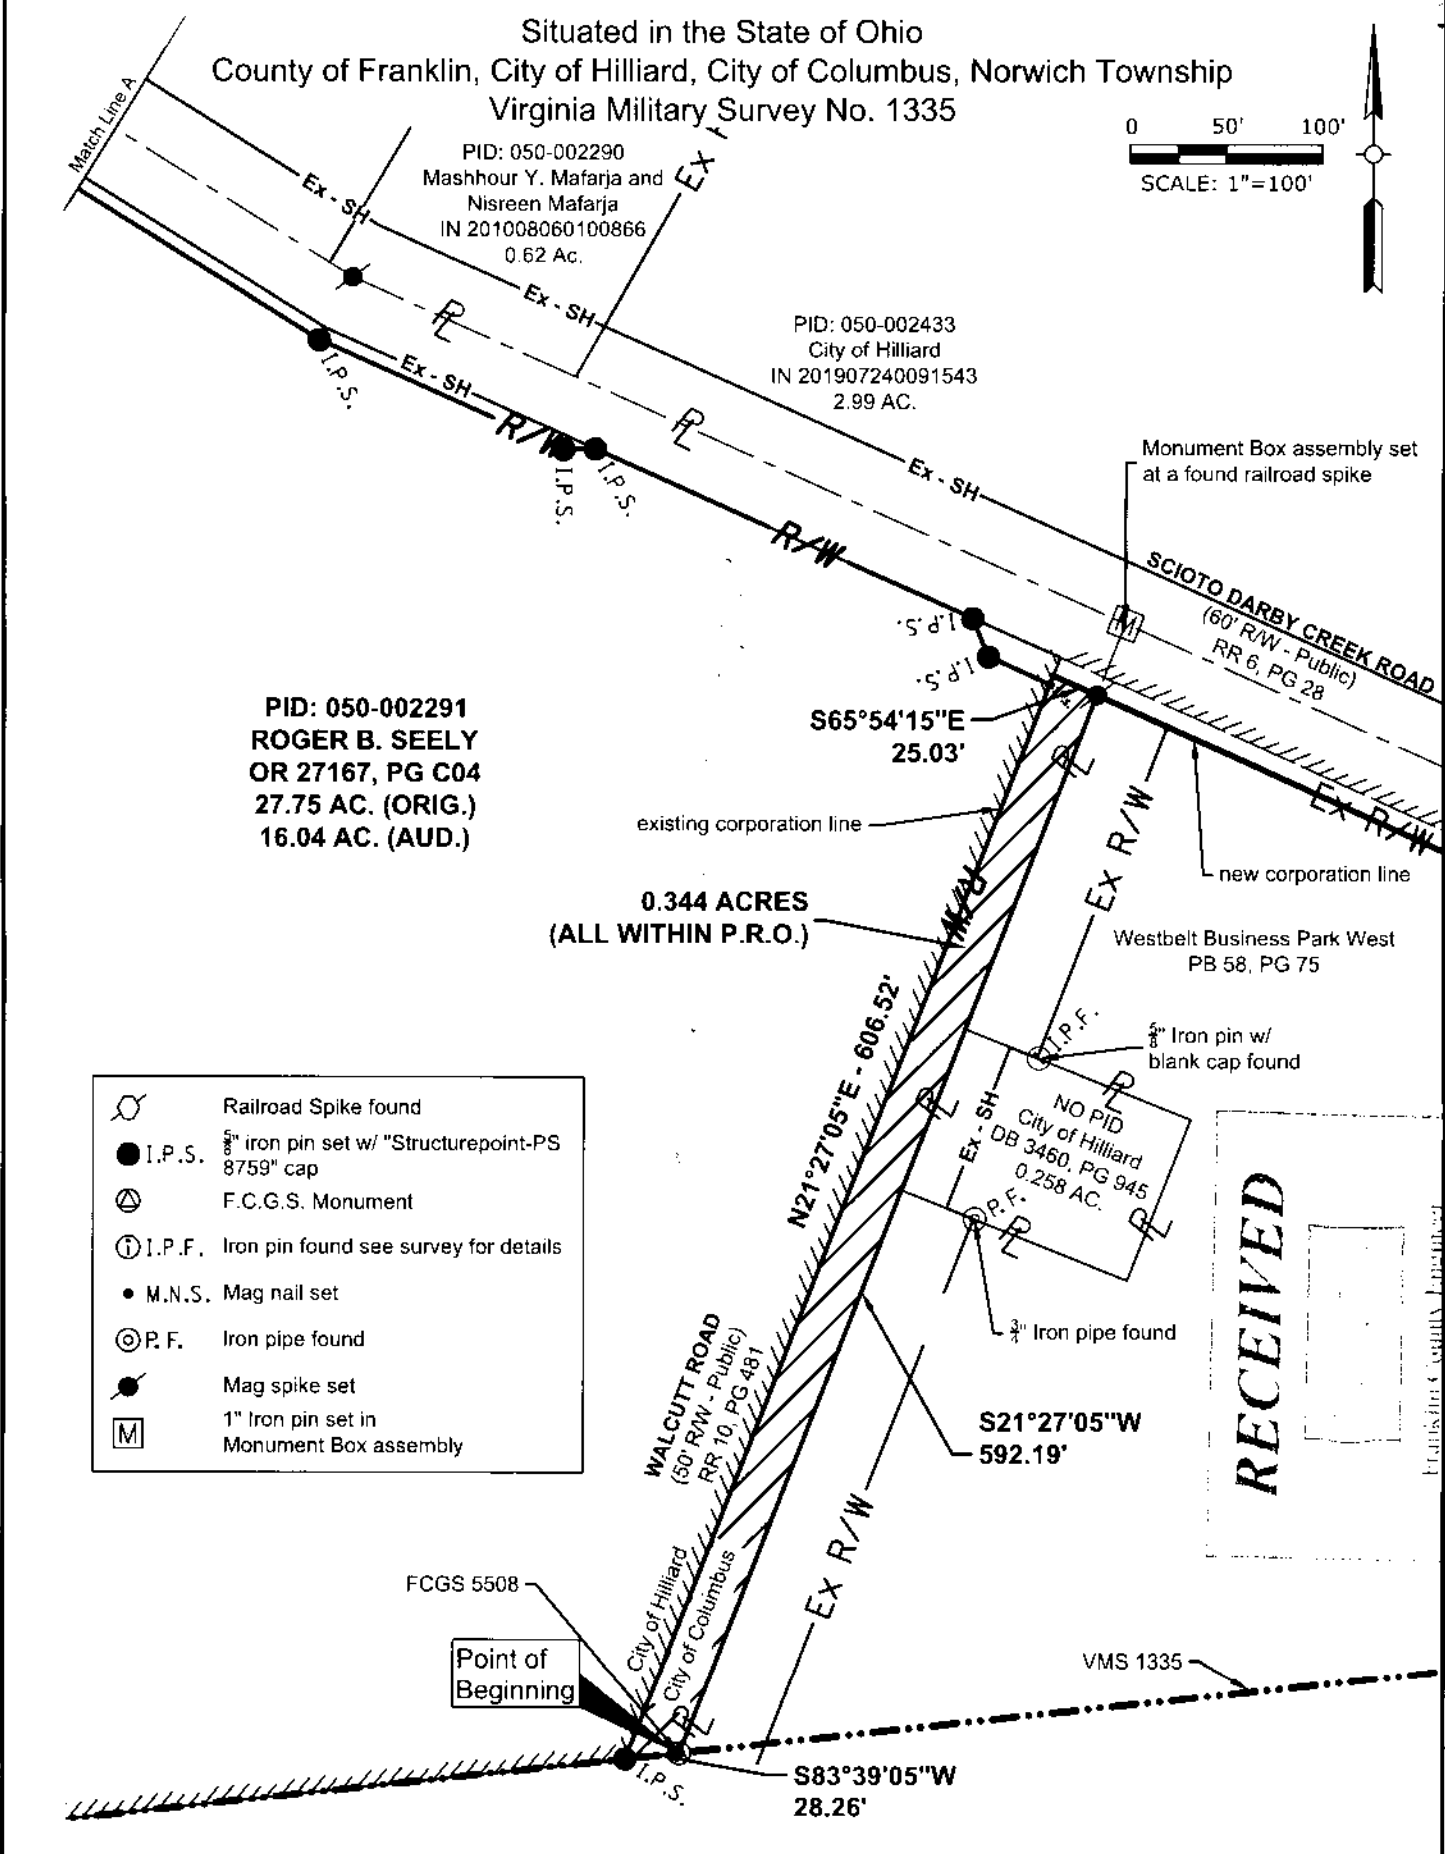 Situated in the State of Ohio
County of Franklin, City of Hilliard, City of Columbus, Norwich Township
Virginia Military Survey No. 1335
0 50' 100'
SCALE: 1"=100'
Match Line A
PID: 050-002290
Mashhour Y. Mafarja and
Nisreen Mafarja
IN 201008060100866
0.62 Ac.
Ex
Ex - SH
Ex - SH
PL
PID: 050-002433
City of Hilliard
IN 201907240091543
2.99 AC.
I.P.S.
Ex - SH
R/W
PL
I.P.S.
I.P.S.
Ex - SH
Monument Box assembly set
at a found railroad spike
R/W
SCIOTO DARBY CREEK ROAD
(60' R/W - Public)
RR 6, PG 28
M
I.P.S.
I.P.S.
PID: 050-002291
ROGER B. SEELY
OR 27167, PG C04
27.75 AC. (ORIG.)
16.04 AC. (AUD.)
S65°54'15"E
25.03'
PL
Ex R/W
Ex R/W
existing corporation line
new corporation line
0.344 ACRES
(ALL WITHIN P.R.O.)
Westbelt Business Park West
PB 58, PG 75
N21°27'05"E - 606.52'
I.P.F.
⅝" Iron pin w/
blank cap found
PL
PL
Ex - SH
NO PID
City of Hilliard
DB 3460, PG 945
0.258 AC.
P.F.
PL
PL
¾" Iron pipe found
Railroad Spike found
I.P.S. ⅝" iron pin set w/ "Structurepoint-PS
8759" cap
F.C.G.S. Monument
I.P.F. Iron pin found see survey for details
M.N.S. Mag nail set
P.F. Iron pipe found
Mag spike set
M 1" Iron pin set in
Monument Box assembly
RECEIVED
WALCUTT ROAD
(50' R/W - Public)
RR 10, PG 481
S21°27'05"W
592.19'
Ex R/W
City of Hilliard
City of Columbus
FCGS 5508
Point of
Beginning
VMS 1335
PL
I.P.S.
S83°39'05"W
28.26'